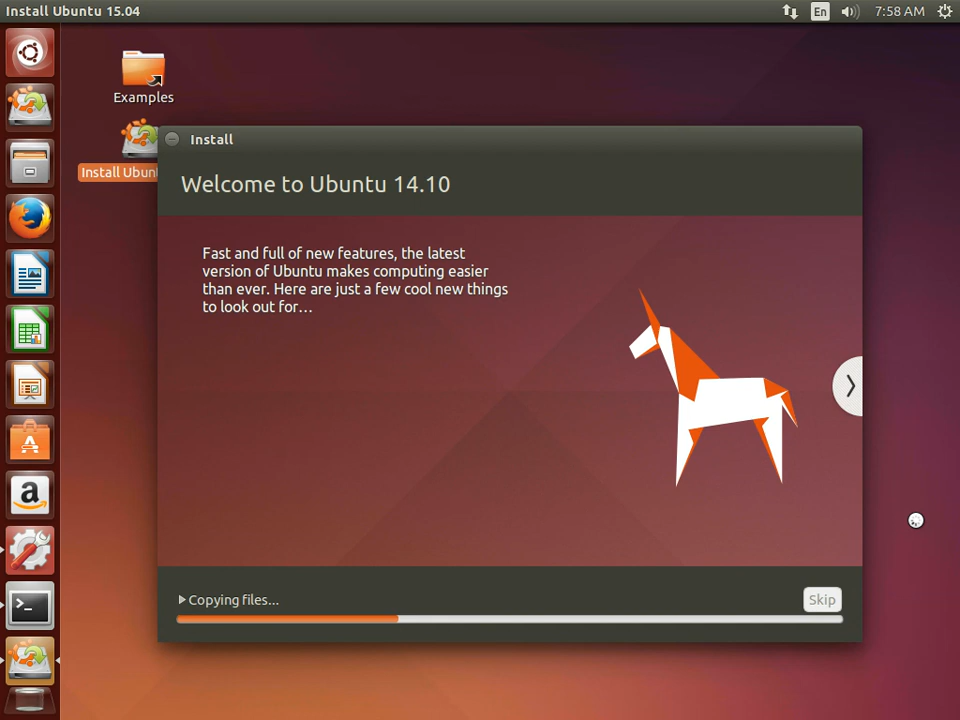 Install Ubuntu 15.04
En
7:58 AM
Examples
Install Ubun
Install
Welcome to Ubuntu 14.10
Fast and full of new features, the latest
version of Ubuntu makes computing easier
than ever. Here are just a few cool new things
to look out for…
Copying files...
Skip